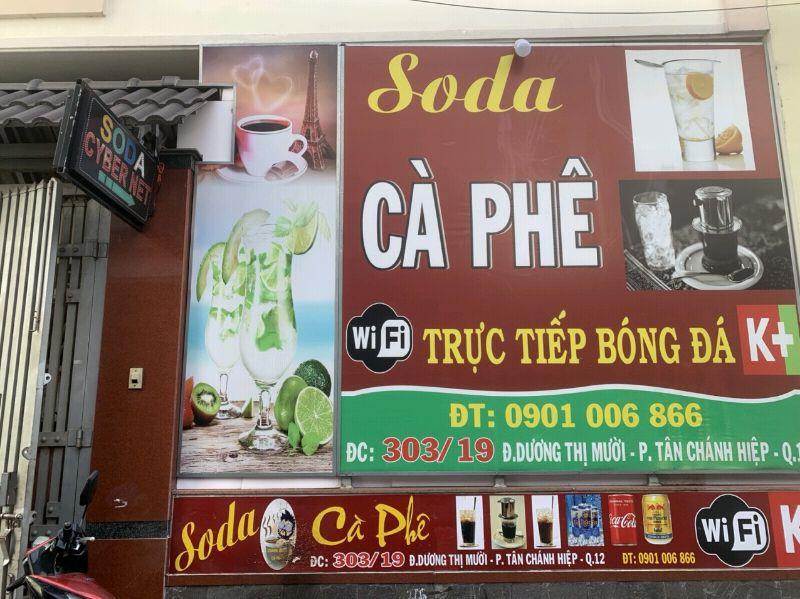 SODA
CYBER NET
Soda
CÀ PHÊ
WiFi
TRỰC TIẾP BÓNG ĐÁ
K+
ĐT: 0901 006 866
ĐC: 303/19 Đ.DƯƠNG THỊ MƯỜI - P. TÂN CHÁNH HIỆP - Q.1
Soda
Cà Phê
Coca-Cola
WiFi
K
ĐC: 303/19 Đ.DƯƠNG THỊ MƯỜI - P. TÂN CHÁNH HIỆP - Q.12
ĐT: 0901 006 866